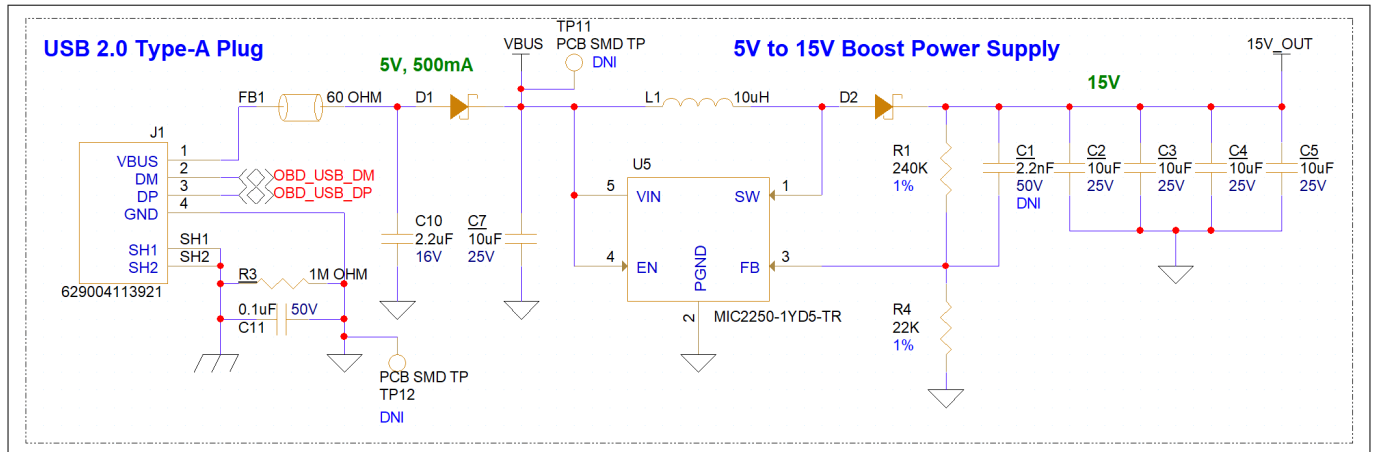 USB 2.0 Type-A Plug
5V, 500mA
VBUS
TP11
PCB SMD TP
DNI
5V to 15V Boost Power Supply
15V_OUT
15V
FB1
60 OHM
D1
L1
10uH
D2
J1
VBUS
1
DM
2
OBD_USB_DM
DP
3
OBD_USB_DP
GND
4
SH1
SH1
SH2
SH2
629004113921
R3
1M OHM
0.1uF
50V
C11
PCB SMD TP
TP12
DNI
C10
2.2uF
16V
C7
10uF
25V
U5
5
VIN
SW
1
4
EN
FB
3
PGND
2
MIC2250-1YD5-TR
R1
240K
1%
R4
22K
1%
C1
2.2nF
50V
DNI
C2
10uF
25V
C3
10uF
25V
C4
10uF
25V
C5
10uF
25V